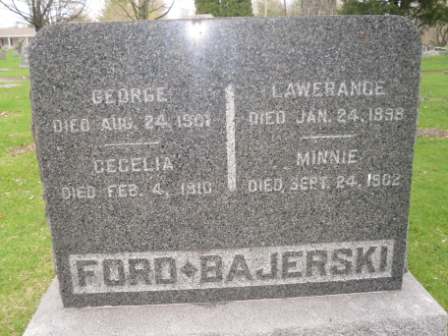 GEORGE
DIED AUG. 24, 1901
CECELIA
DIED FEB. 4, 1910
LAWERANCE
DIED JAN. 24, 1898
MINNIE
DIED, SEPT. 24, 1902
FORD BAJERSKI